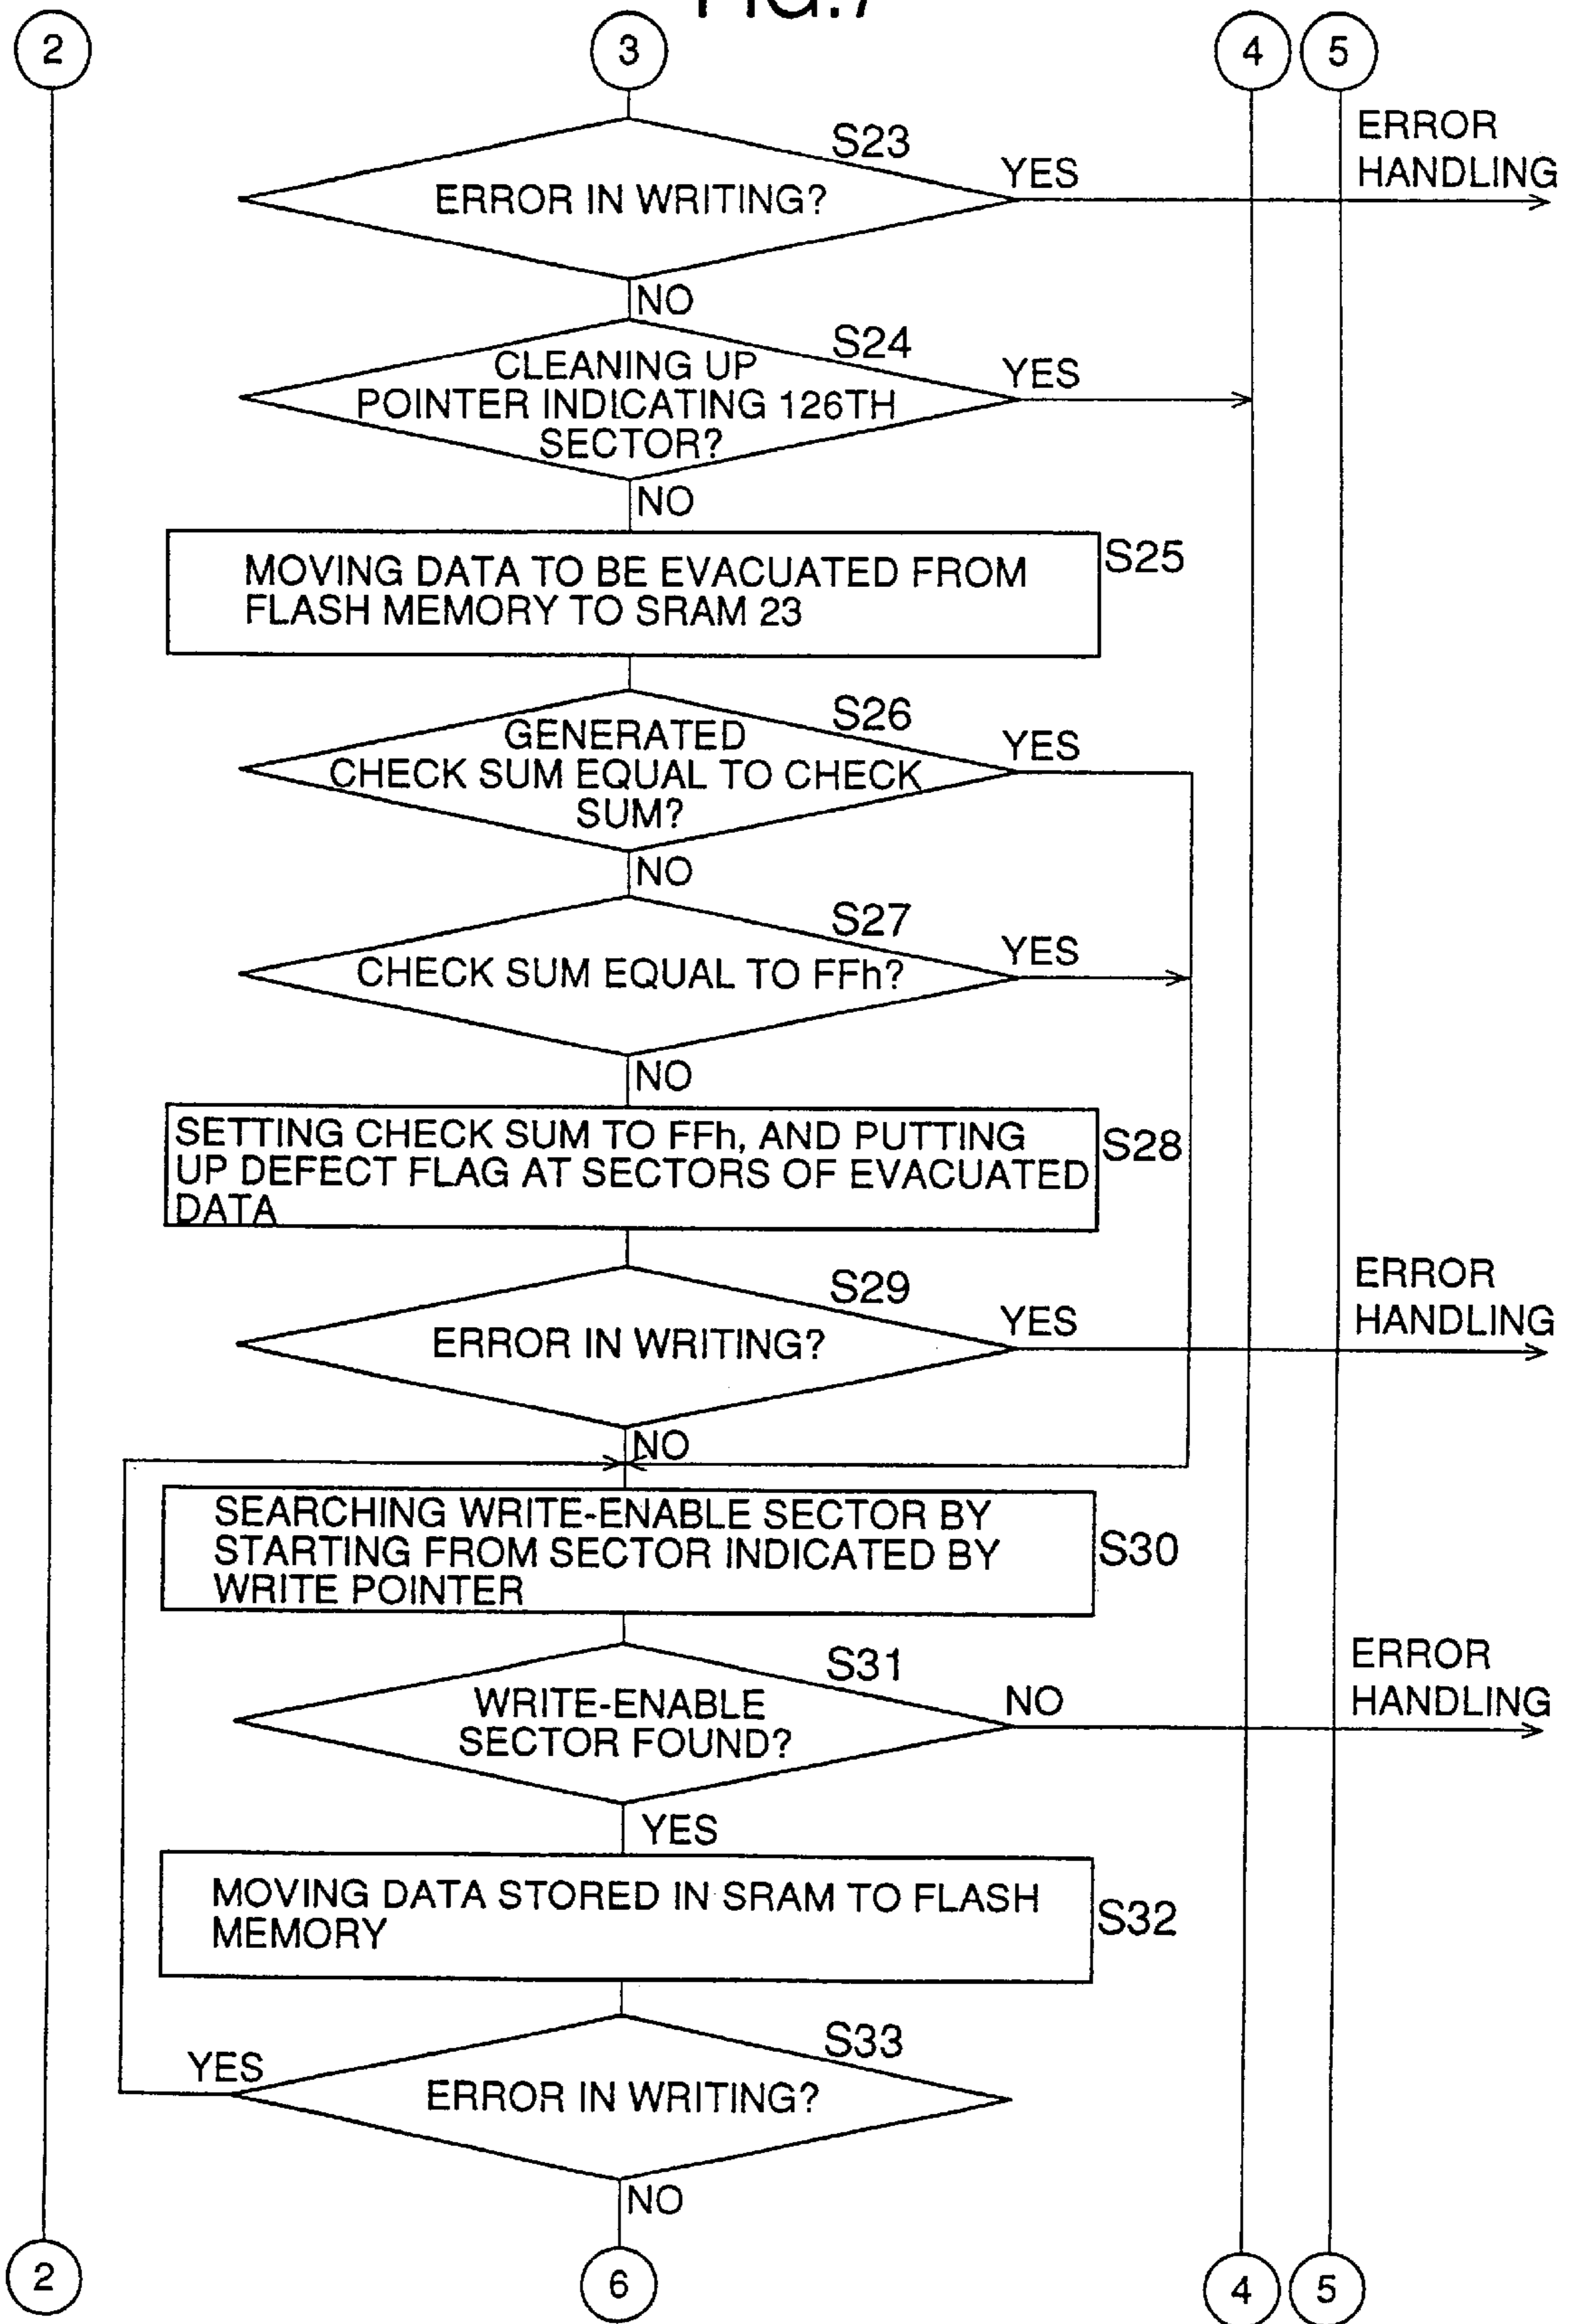 FIG.7
2
3
4
5
S23
ERROR IN WRITING?
YES
ERROR
HANDLING
NO
S24
CLEANING UP
POINTER INDICATING 126TH
SECTOR?
YES
NO
S25
MOVING DATA TO BE EVACUATED FROM
FLASH MEMORY TO SRAM 23
S26
GENERATED
CHECK SUM EQUAL TO CHECK
SUM?
YES
NO
S27
CHECK SUM EQUAL TO FFh?
YES
NO
SETTING CHECK SUM TO FFh, AND PUTTING
UP DEFECT FLAG AT SECTORS OF EVACUATED
DATA
S28
S29
ERROR IN WRITING?
YES
ERROR
HANDLING
NO
SEARCHING WRITE-ENABLE SECTOR BY
STARTING FROM SECTOR INDICATED BY
WRITE POINTER
S30
S31
WRITE-ENABLE
SECTOR FOUND?
NO
ERROR
HANDLING
YES
MOVING DATA STORED IN SRAM TO FLASH
MEMORY
S32
S33
YES
ERROR IN WRITING?
NO
2
6
4
5